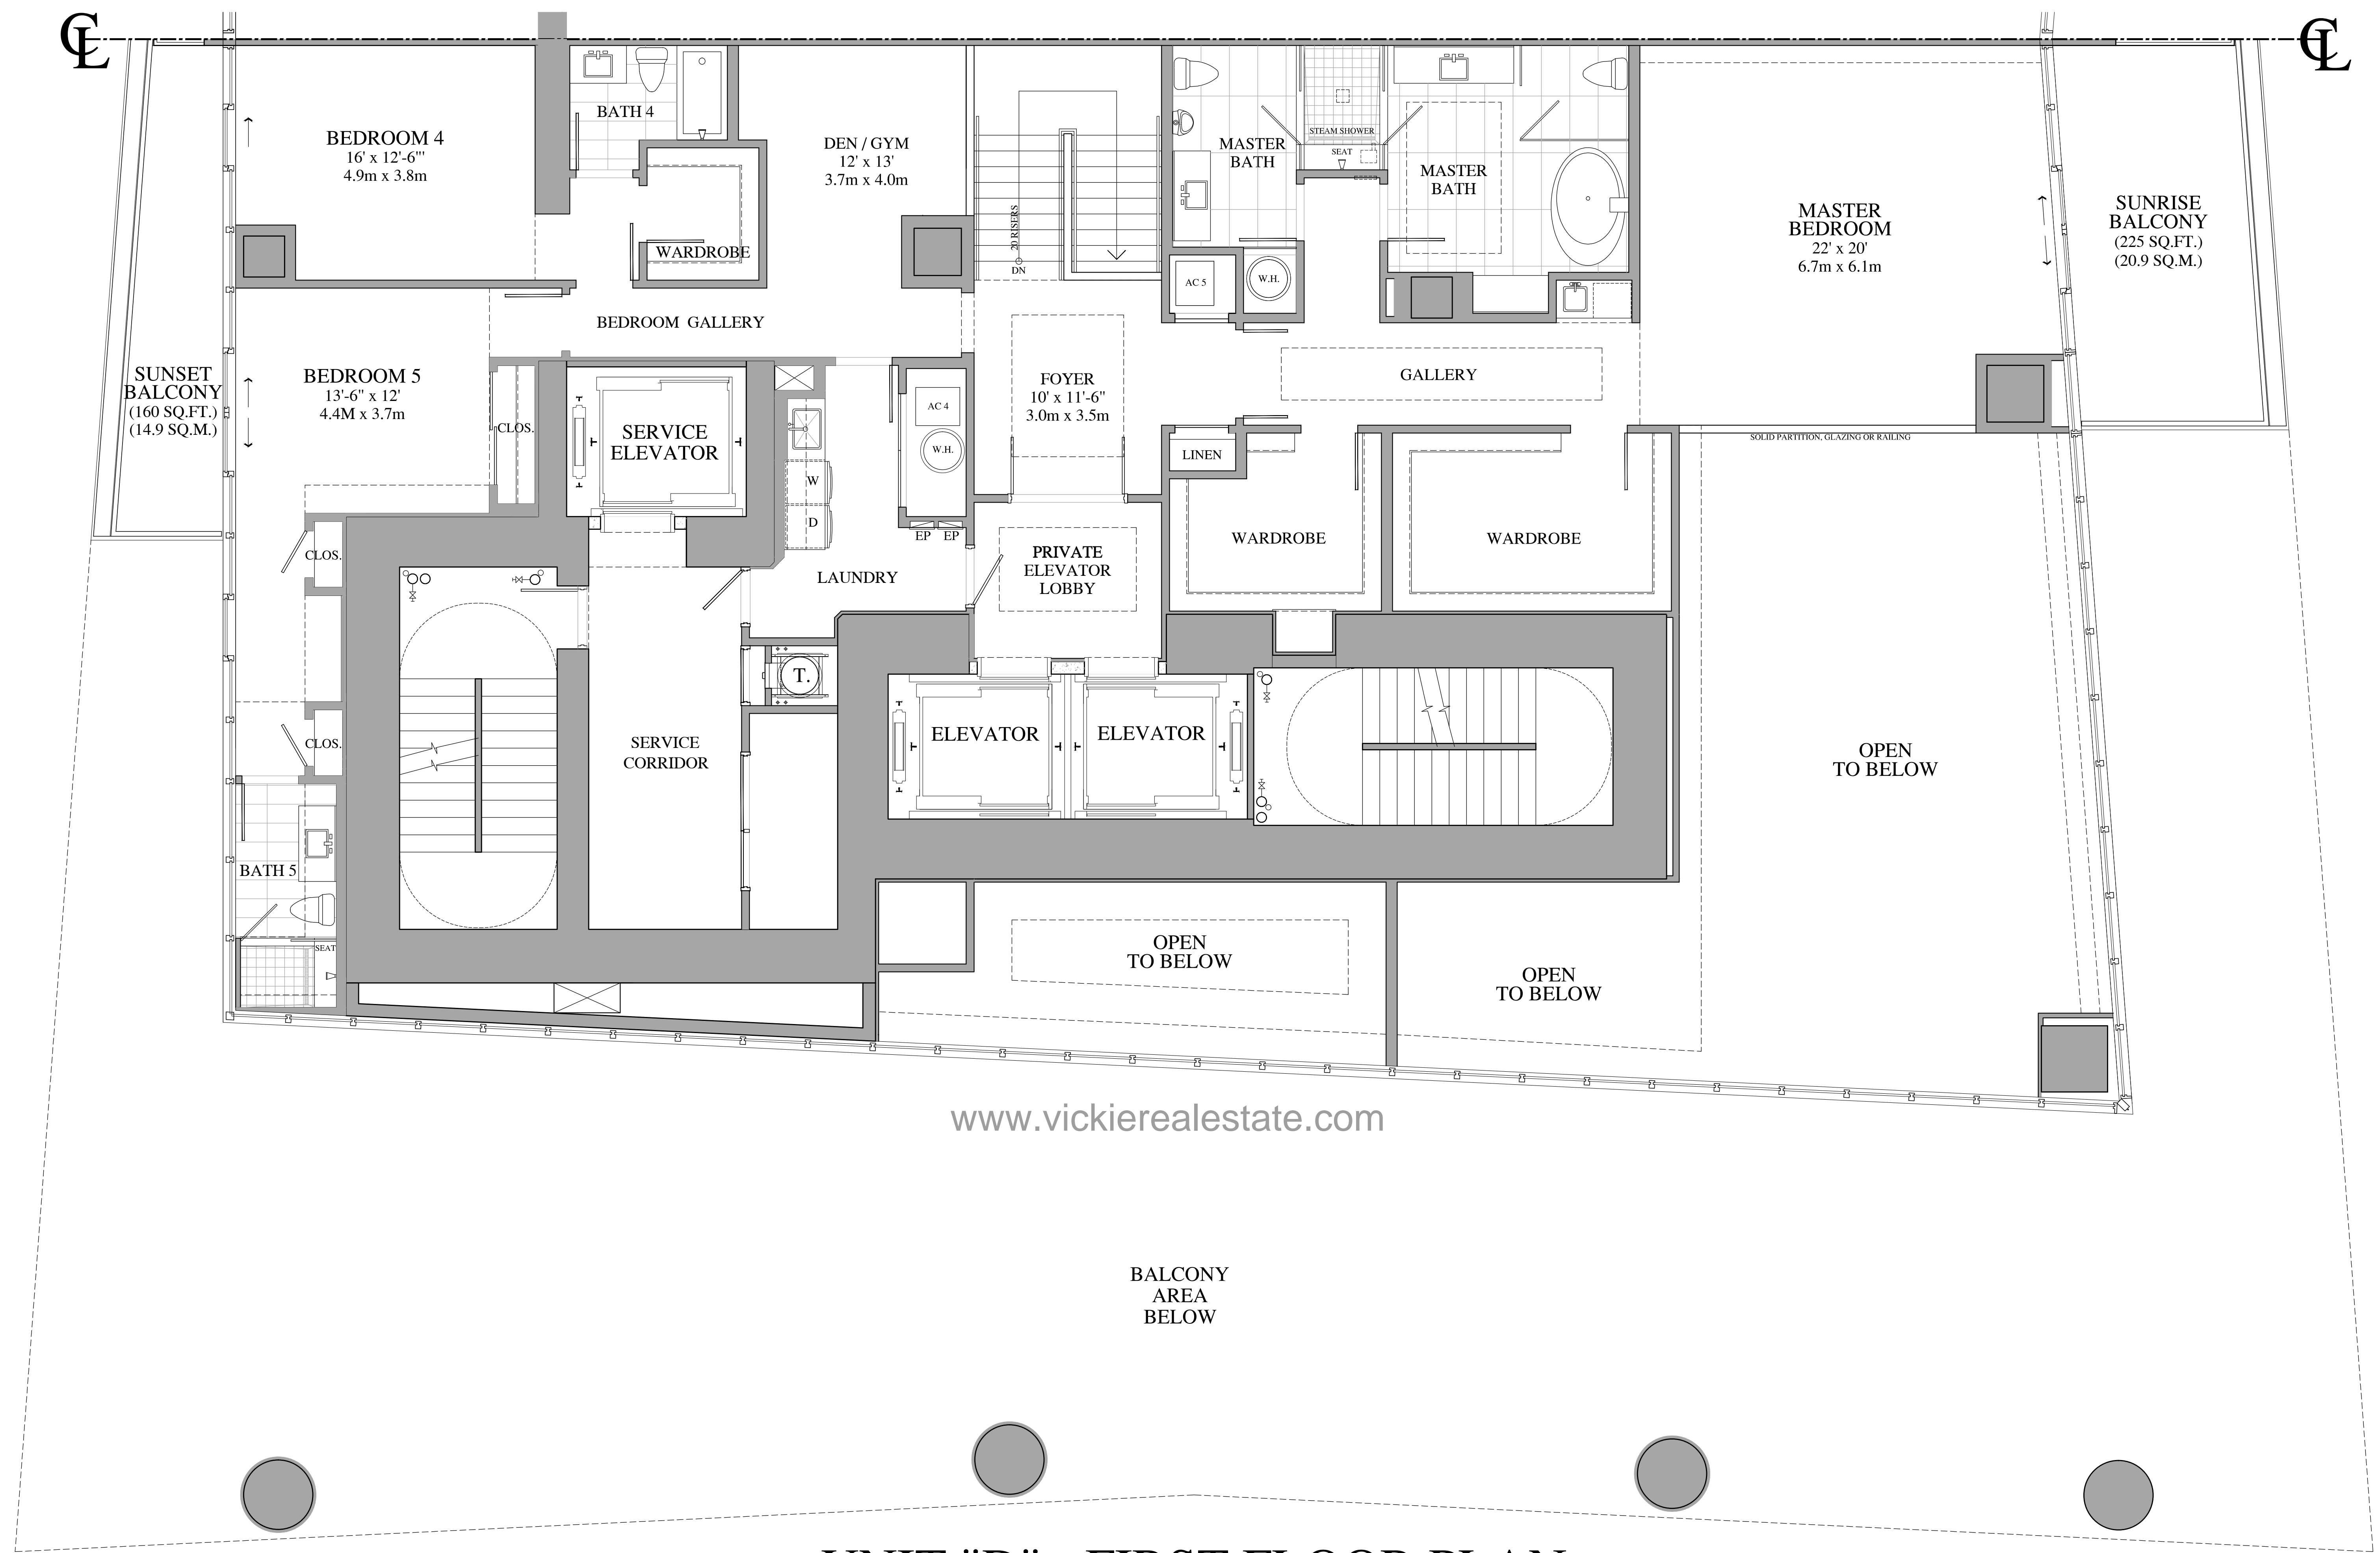 CL
CL
BEDROOM 4
16' x 12'-6"'
4.9m x 3.8m
BATH 4
WARDROBE
DEN / GYM
12' x 13'
3.7m x 4.0m
20 RISERS
DN
MASTER
BATH
STEAM SHOWER
SEAT
MASTER
BATH
MASTER
BEDROOM
22' x 20'
6.7m x 6.1m
SUNRISE
BALCONY
(225 SQ.FT.)
(20.9 SQ.M.)
AC 5
W.H.
BEDROOM GALLERY
SUNSET
BALCONY
(160 SQ.FT.)
(14.9 SQ.M.)
BEDROOM 5
13'-6" x 12'
4.4M x 3.7m
CLOS.
SERVICE
ELEVATOR
AC 4
W.H.
W
D
EP
EP
FOYER
10' x 11'-6"
3.0m x 3.5m
GALLERY
LINEN
SOLID PARTITION, GLAZING OR RAILING
CLOS.
LAUNDRY
PRIVATE
ELEVATOR
LOBBY
WARDROBE
WARDROBE
T.
CLOS.
SERVICE
CORRIDOR
ELEVATOR
ELEVATOR
OPEN
TO BELOW
BATH 5
SEAT
OPEN
TO BELOW
OPEN
TO BELOW
www.vickierealestate.com
BALCONY
AREA
BELOW